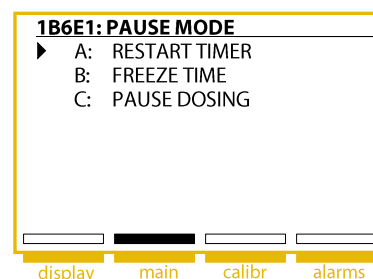 1B6E1: PAUSE MODE
A: RESTART TIMER
B: FREEZE TIME
C: PAUSE DOSING
display main calibr alarms